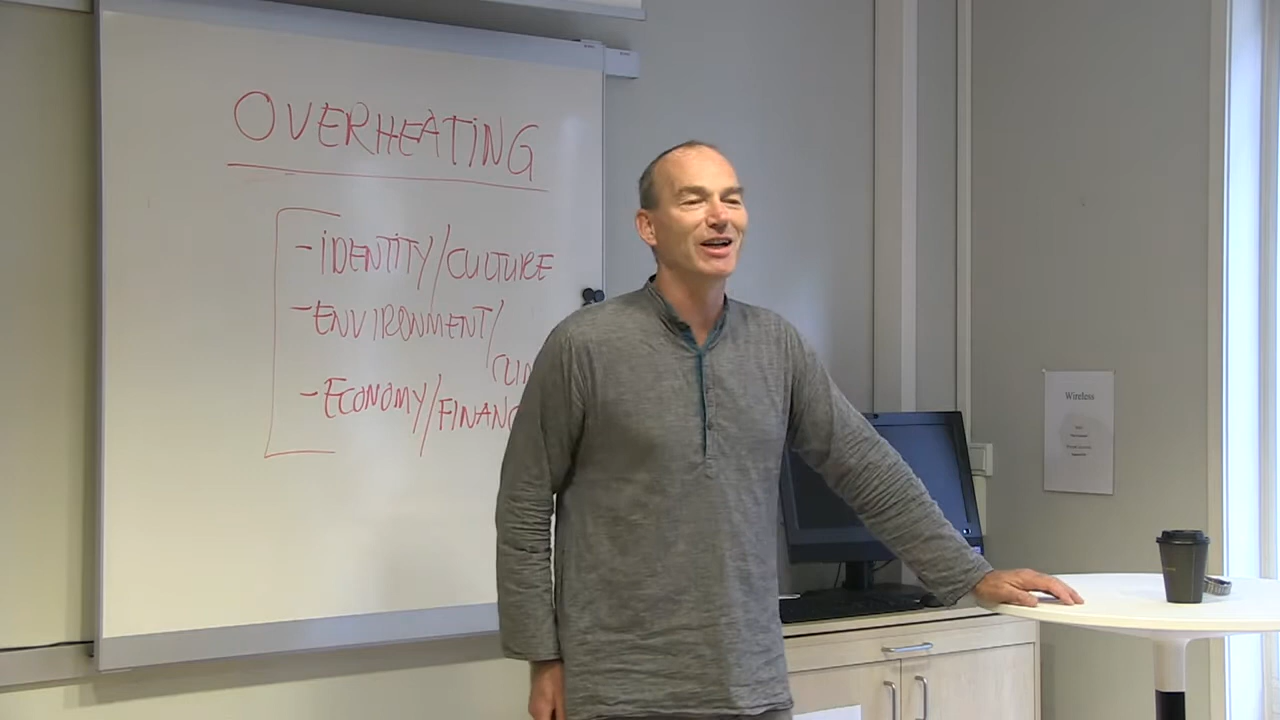 OVERHEATING
- IDENTITY/CULTURE
- ENVIRONMENT/
- ECONOMY/
Wireless